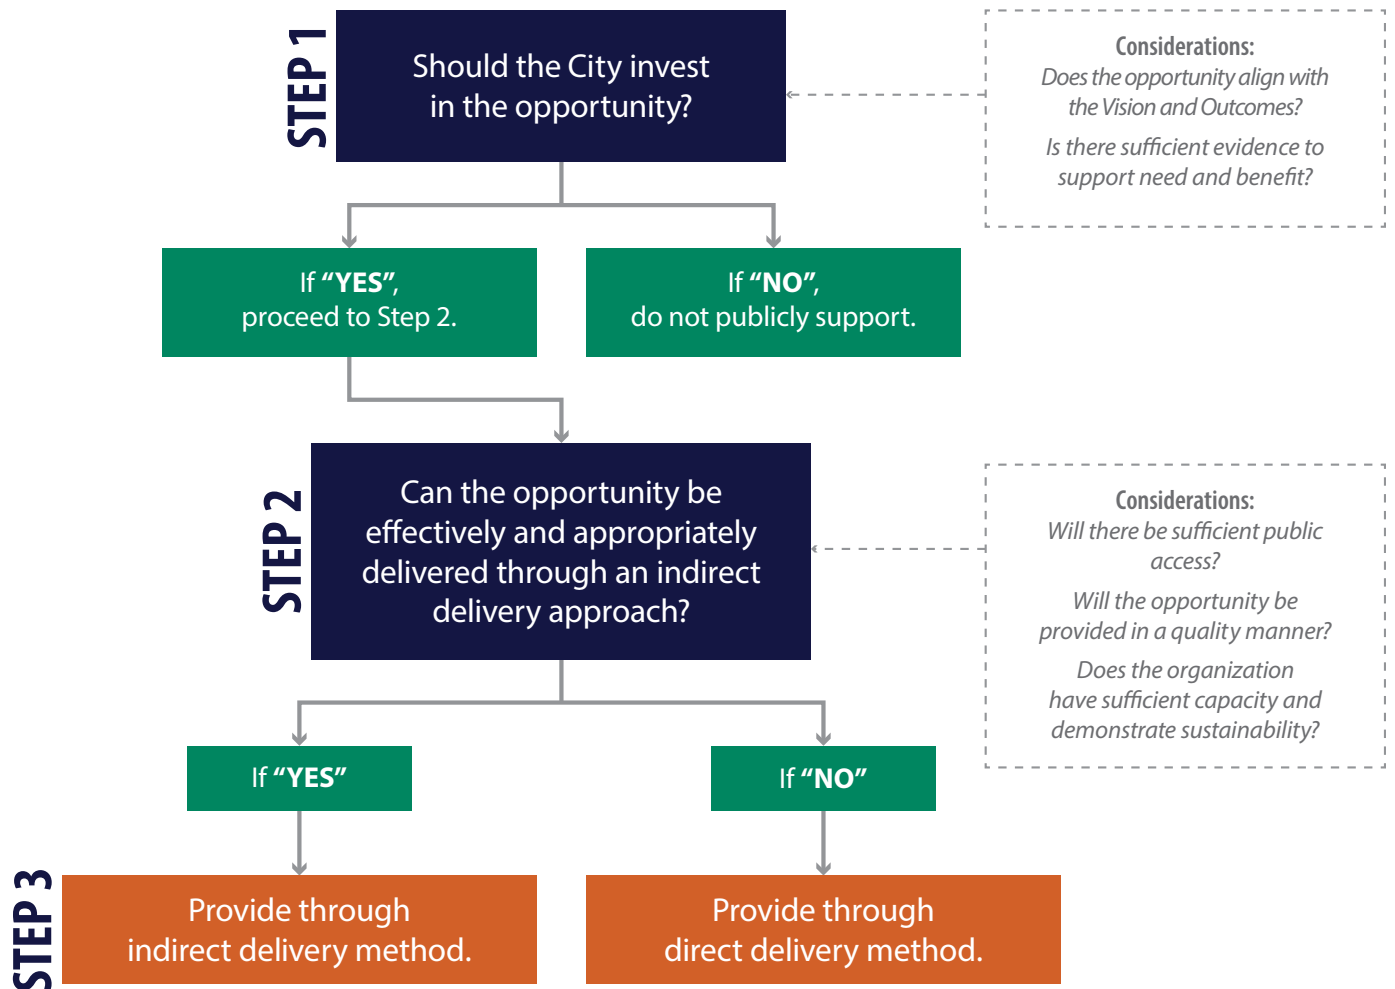 STEP 1
Should the City invest
in the opportunity?
Considerations:
Does the opportunity align with
the Vision and Outcomes?
Is there sufficient evidence to
support need and benefit?
If “YES”,
proceed to Step 2.
If “NO”,
do not publicly support.
STEP 2
Can the opportunity be
effectively and appropriately
delivered through an indirect
delivery approach?
Considerations:
Will there be sufficient public
access?
Will the opportunity be
provided in a quality manner?
Does the organization
have sufficient capacity and
demonstrate sustainability?
If “YES”
If “NO”
STEP 3
Provide through
indirect delivery method.
Provide through
direct delivery method.